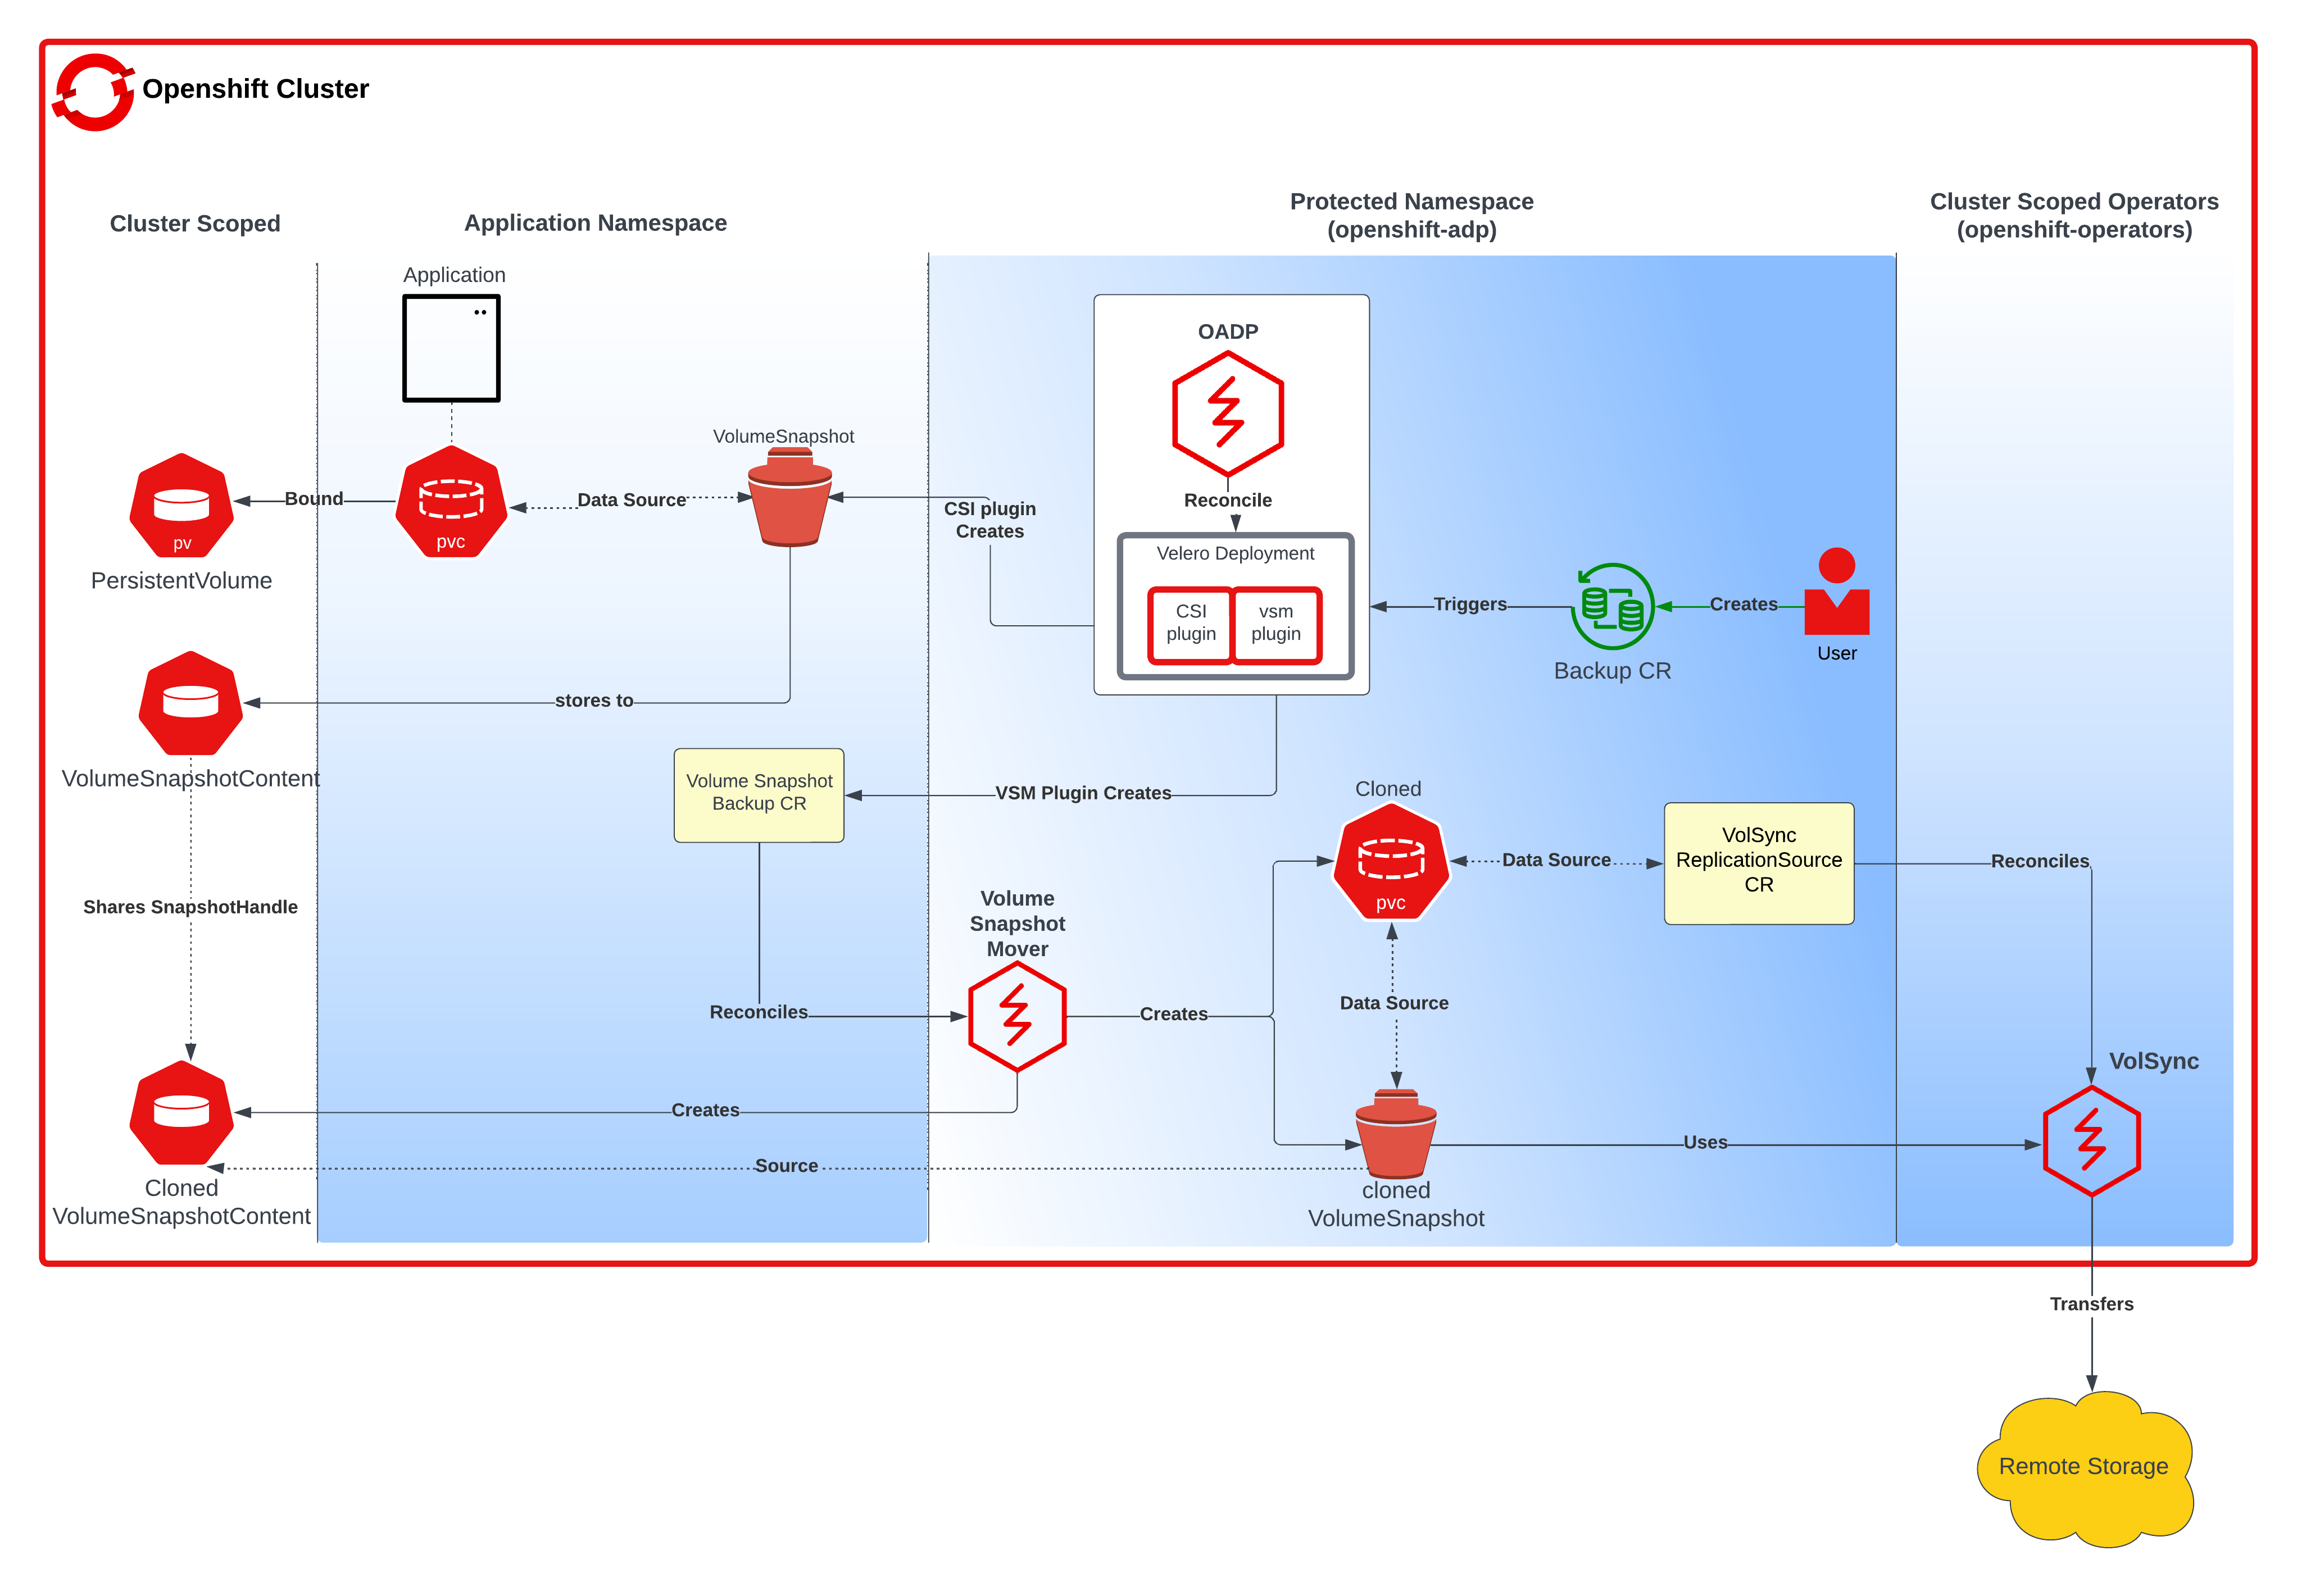 Openshift Cluster
Cluster Scoped
Application Namespace
Protected Namespace
(openshift-adp)
Cluster Scoped Operators
(openshift-operators)
Application
OADP
VolumeSnapshot
Bound
Data Source
CSI plugin
Creates
Reconcile
pvc
pv
PersistentVolume
Velero Deployment
CSI
plugin
vsm
plugin
Triggers
Creates
Backup CR
User
stores to
VolumeSnapshotContent
Volume Snapshot
Backup CR
VSM Plugin Creates
Cloned
pvc
Data Source
VolSync
ReplicationSource
CR
Reconciles
Shares SnapshotHandle
Volume
Snapshot
Mover
Reconciles
Creates
Data Source
VolSync
Creates
Uses
Source
Cloned
VolumeSnapshotContent
cloned
VolumeSnapshot
Transfers
Remote Storage